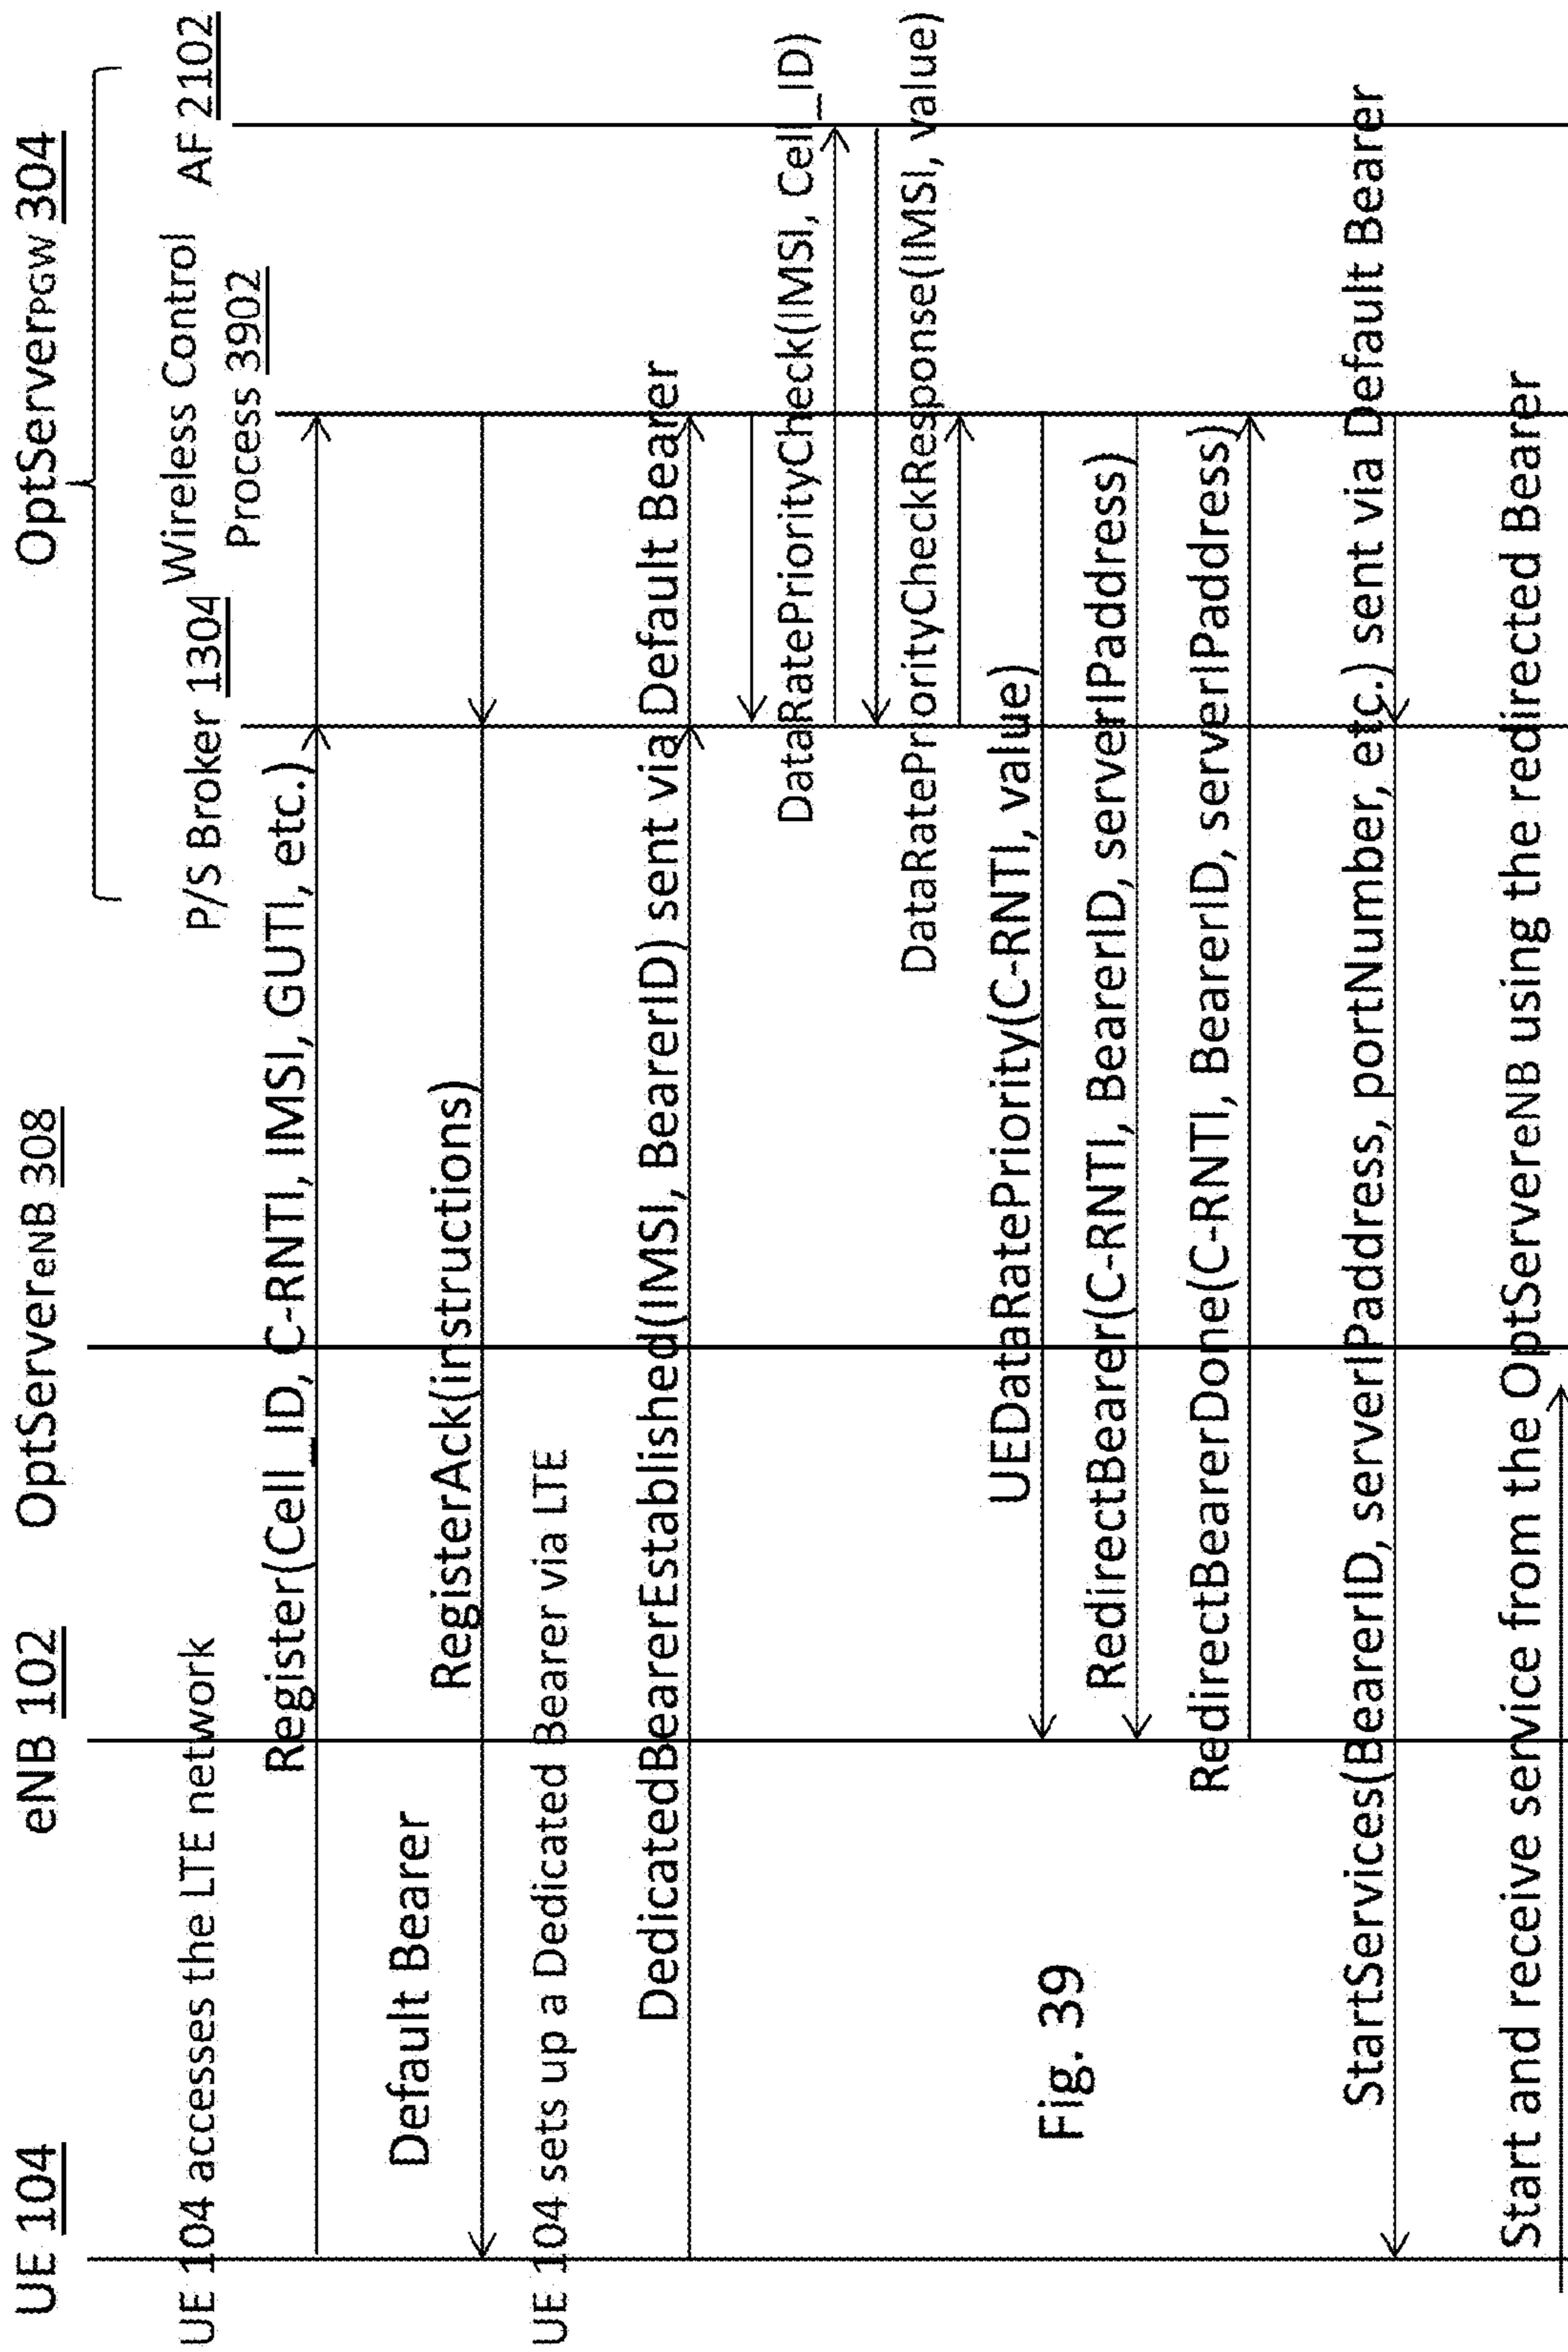 UE 104
eNB 102
OptServereNB 308
OptServerPGW 304
P/S Broker 1304
Wireless Control
Process 3902
AF 2102
UE 104 accesses the LTE network
Register(Cell_ID, C-RNTI, IMSI, GUTI, etc.)
Default Bearer
RegisterAck(instructions)
UE 104 sets up a Dedicated Bearer via LTE
DedicatedBearerEstablished(IMSI, BearerID) sent via Default Bearer
DataRatePriorityCheck(IMSI, Cell_ID)
DataRatePriorityCheckResponse(IMSI, value)
UEDataRatePriority(C-RNTI, value)
Fig. 39
RedirectBearer(C-RNTI, BearerID, serverIPaddress)
RedirectBearerDone(C-RNTI, BearerID, serverIPaddress)
StartServices(BearerID, serverIPaddress, portNumber, etc.) sent via Default Bearer
Start and receive service from the OptServereNB using the redirected Bearer